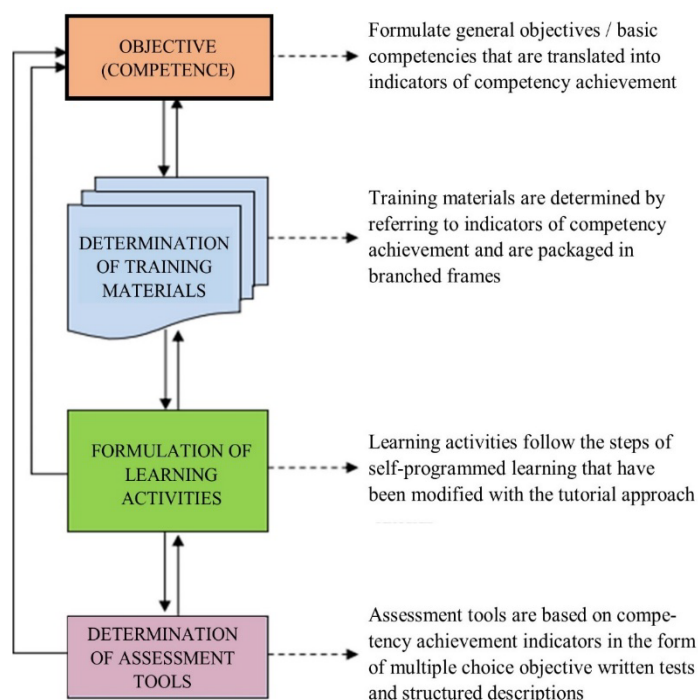 OBJECTIVE
(COMPETENCE)
Formulate general objectives / basic
competencies that are translated into
indicators of competency achievement
DETERMINATION
OF TRAINING
MATERIALS
Training materials are determined by
referring to indicators of competency
achievement and are packaged in
branched frames
FORMULATION OF
LEARNING
ACTIVITIES
Learning activities follow the steps of
self-programmed learning that have
been modified with the tutorial approach
DETERMINATION
OF ASSESSMENT
TOOLS
Assessment tools are based on compe-
tency achievement indicators in the form
of multiple choice objective written tests
and structured descriptions